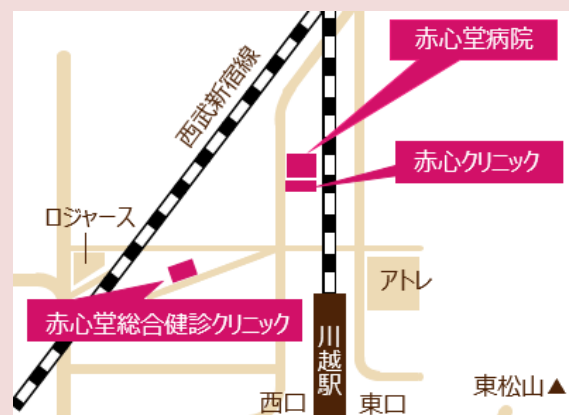 赤心堂病院
西武新宿線
赤心クリニック
ロジャース
アトレ
赤心堂総合健診クリニック
川越駅
西口
東口
東松山▲